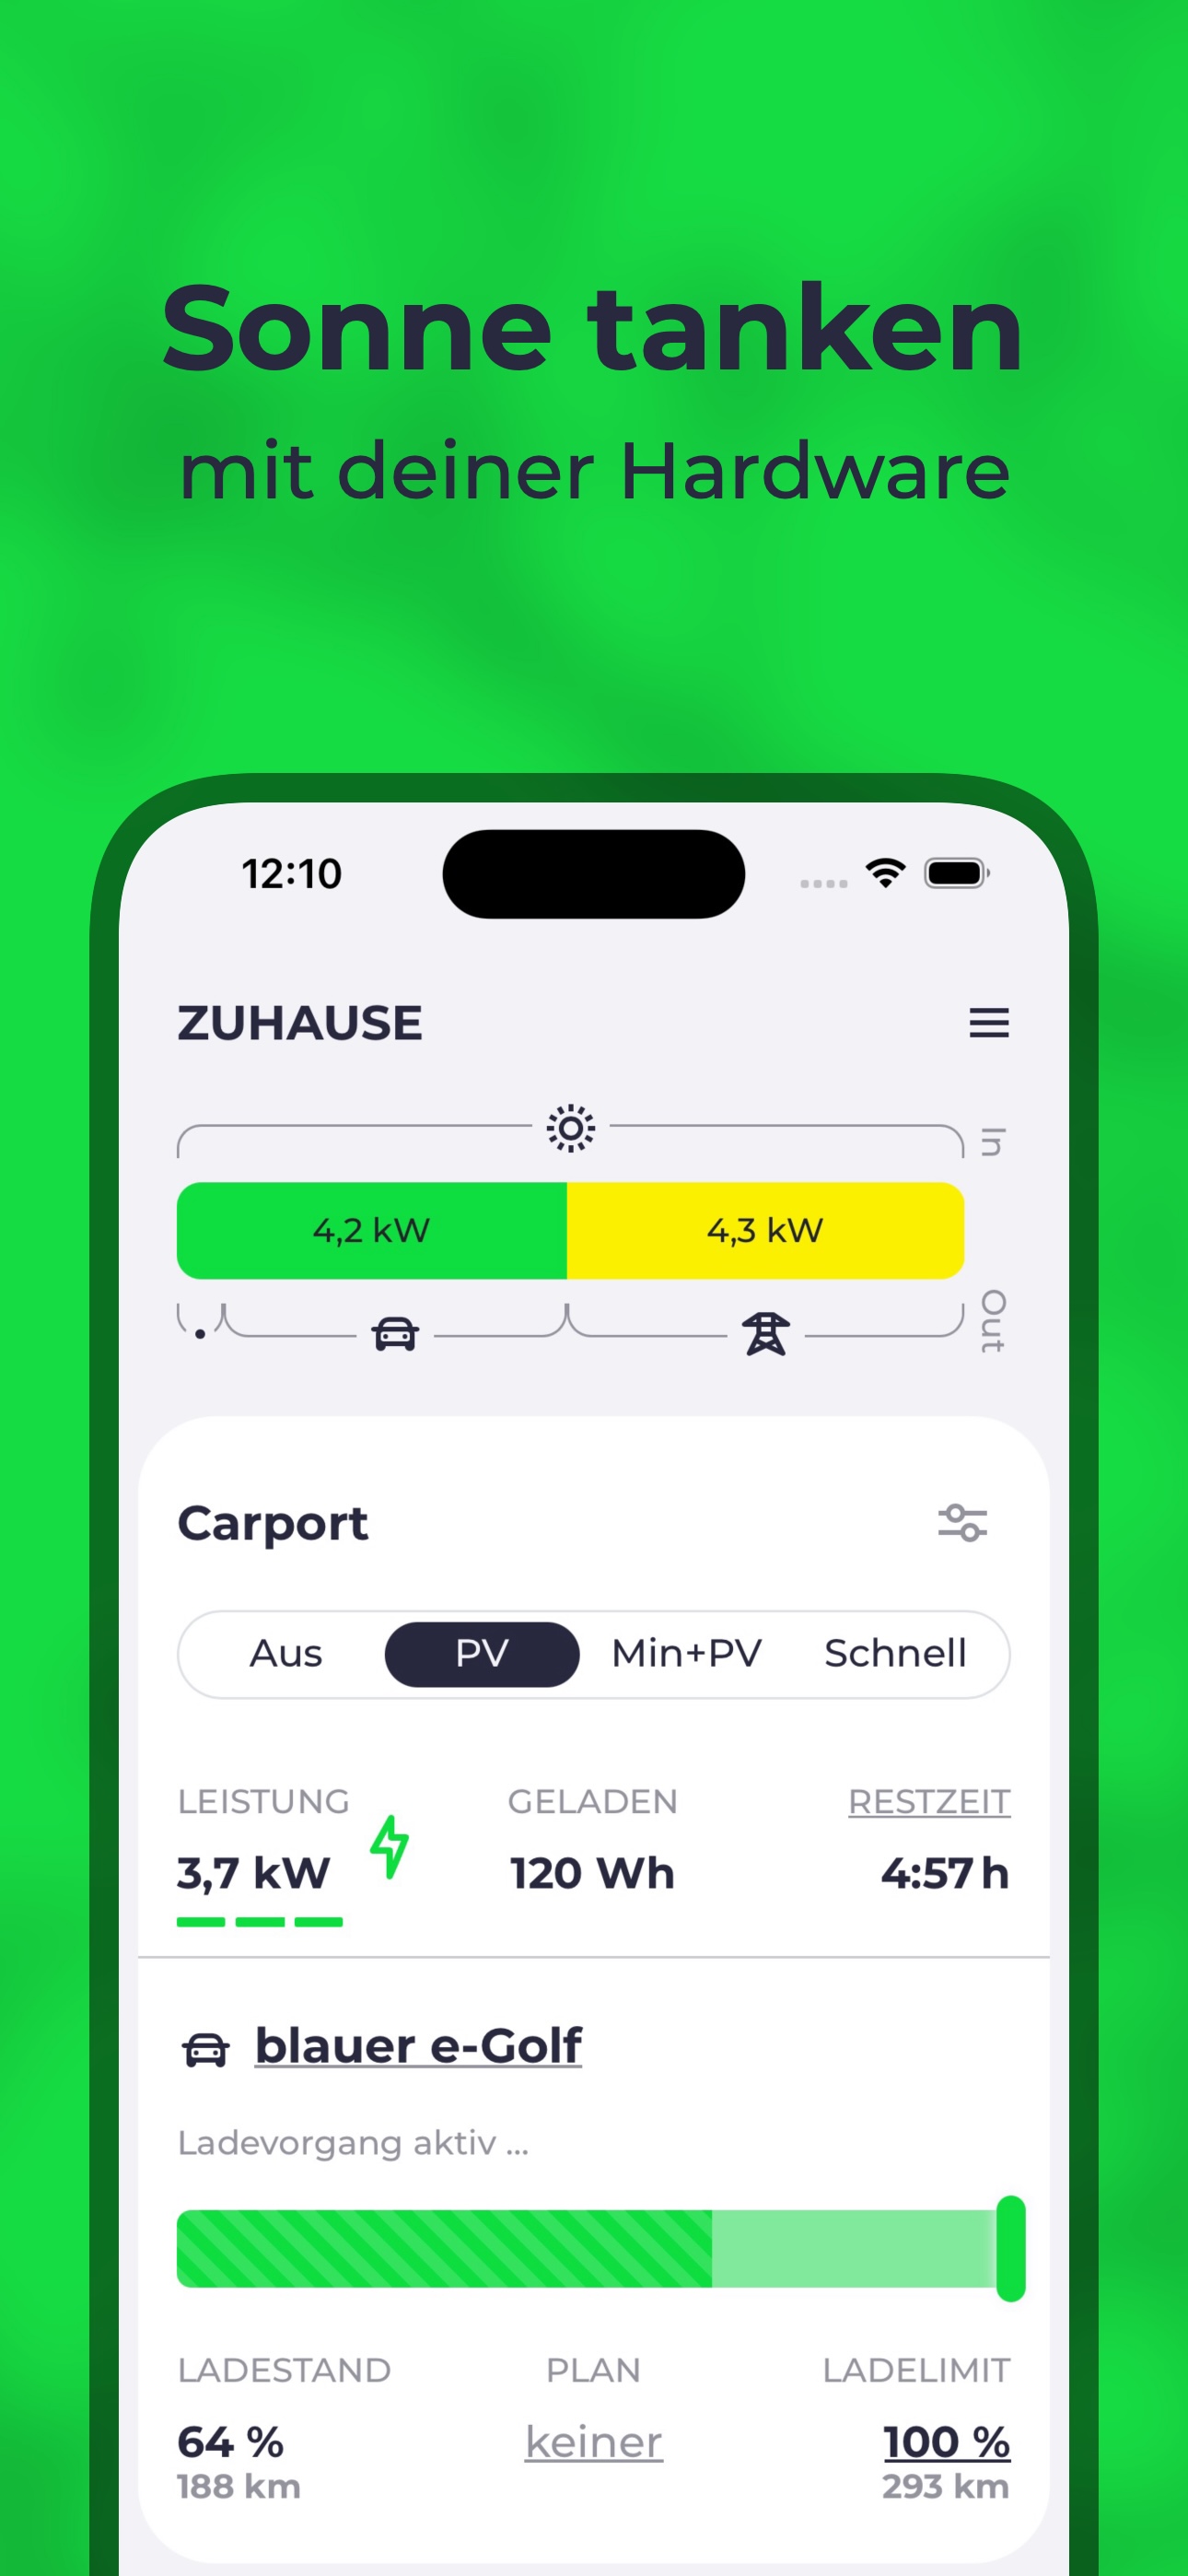 Sonne tanken
mit deiner Hardware
12:10
ZUHAUSE
In
4,2 kW 4,3 kW
Out
Carport
Aus PV Min+PV Schnell
LEISTUNG GELADEN RESTZEIT
3,7 kW 120 Wh 4:57 h
blauer e-Golf
Ladevorgang aktiv ...
LADESTAND PLAN LADELIMIT
64 % keiner 100 %
188 km 293 km